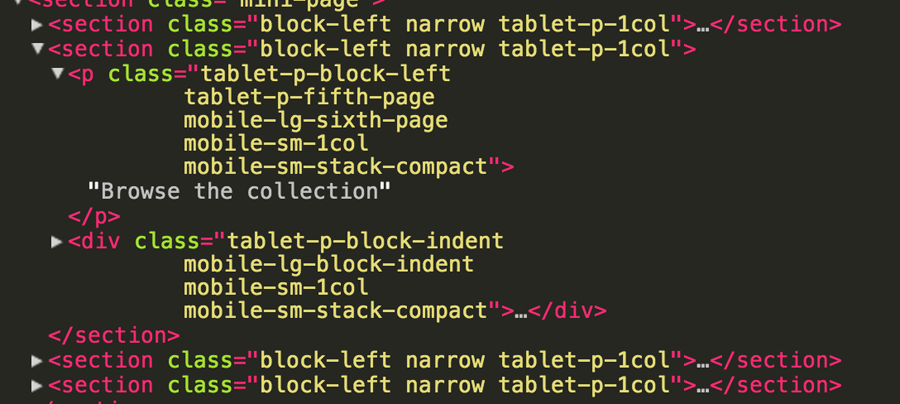 <section class="mini-page">
<section class="block-left narrow tablet-p-1col">…</section>
<section class="block-left narrow tablet-p-1col">
<p class="tablet-p-block-left
tablet-p-fifth-page
mobile-lg-sixth-page
mobile-sm-1col
mobile-sm-stack-compact">
"Browse the collection"
</p>
<div class="tablet-p-block-indent
mobile-lg-block-indent
mobile-sm-1col
mobile-sm-stack-compact">…</div>
</section>
<section class="block-left narrow tablet-p-1col">…</section>
<section class="block-left narrow tablet-p-1col">…</section>